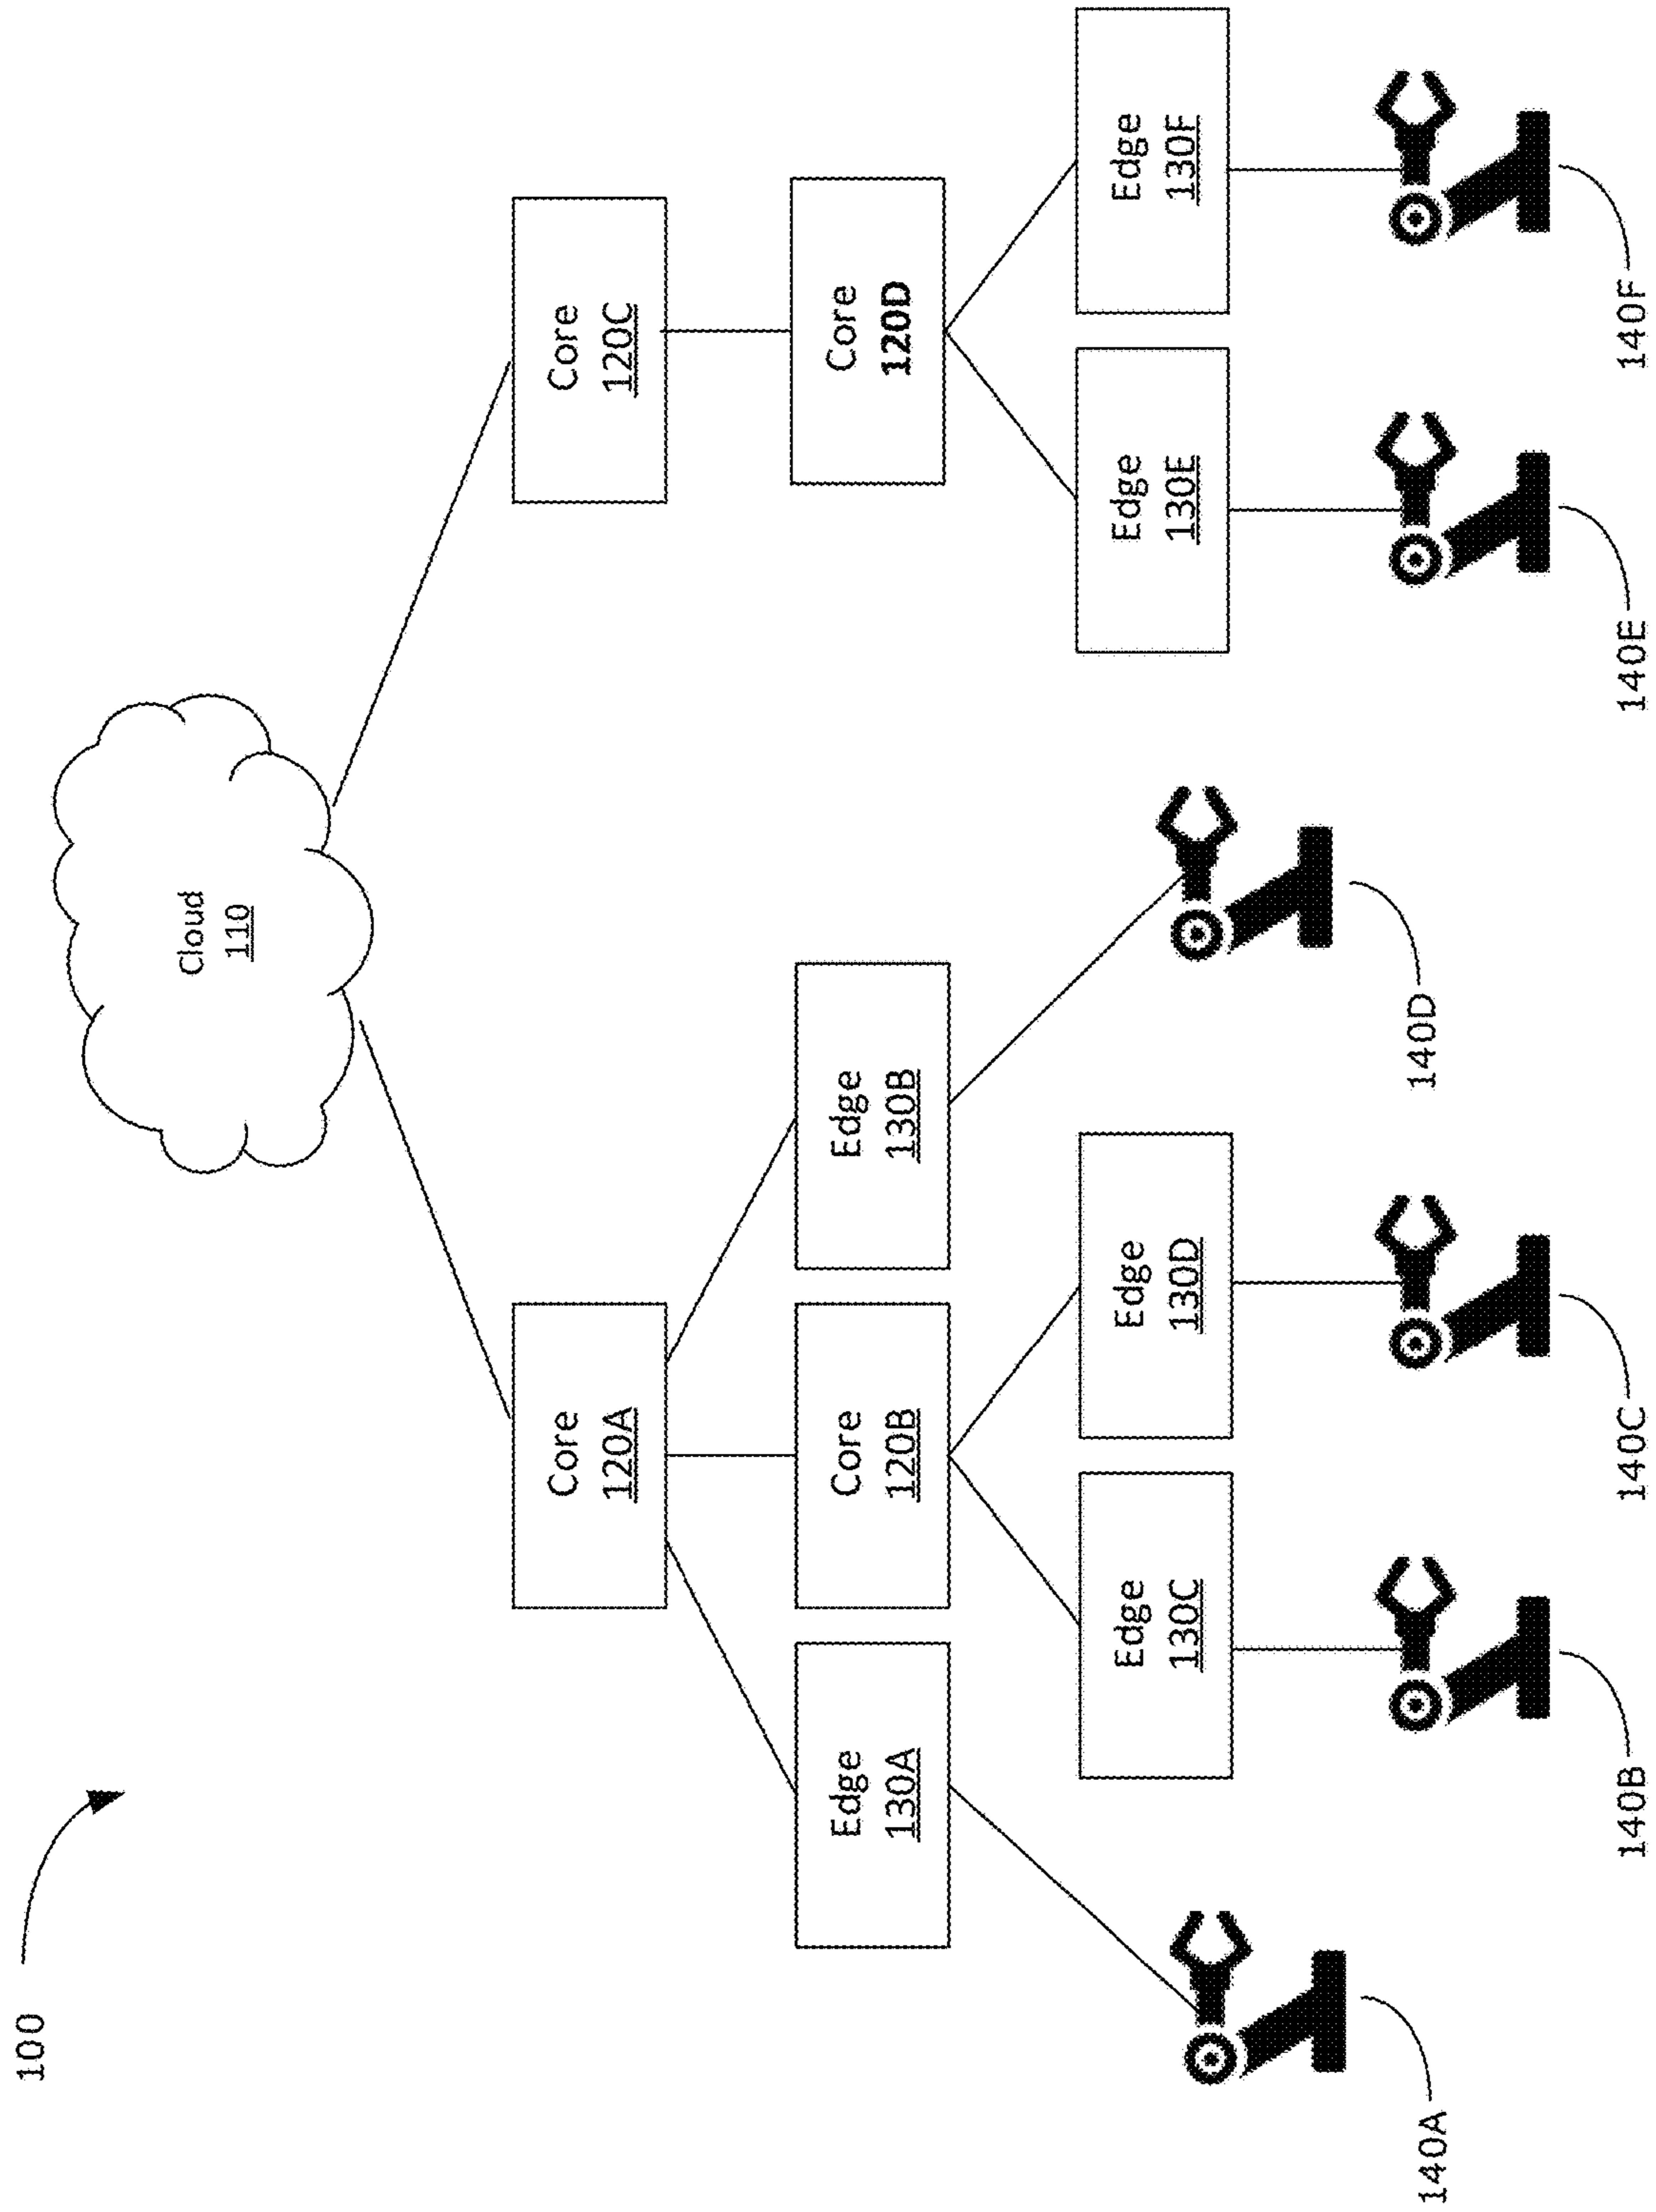 100
Cloud
110
Core
120A
Core
120C
Edge
130A
Core
120B
Edge
130B
Core
120D
Edge
130C
Edge
130D
Edge
130E
Edge
130F
140A
140B
140C
140D
140E
140F